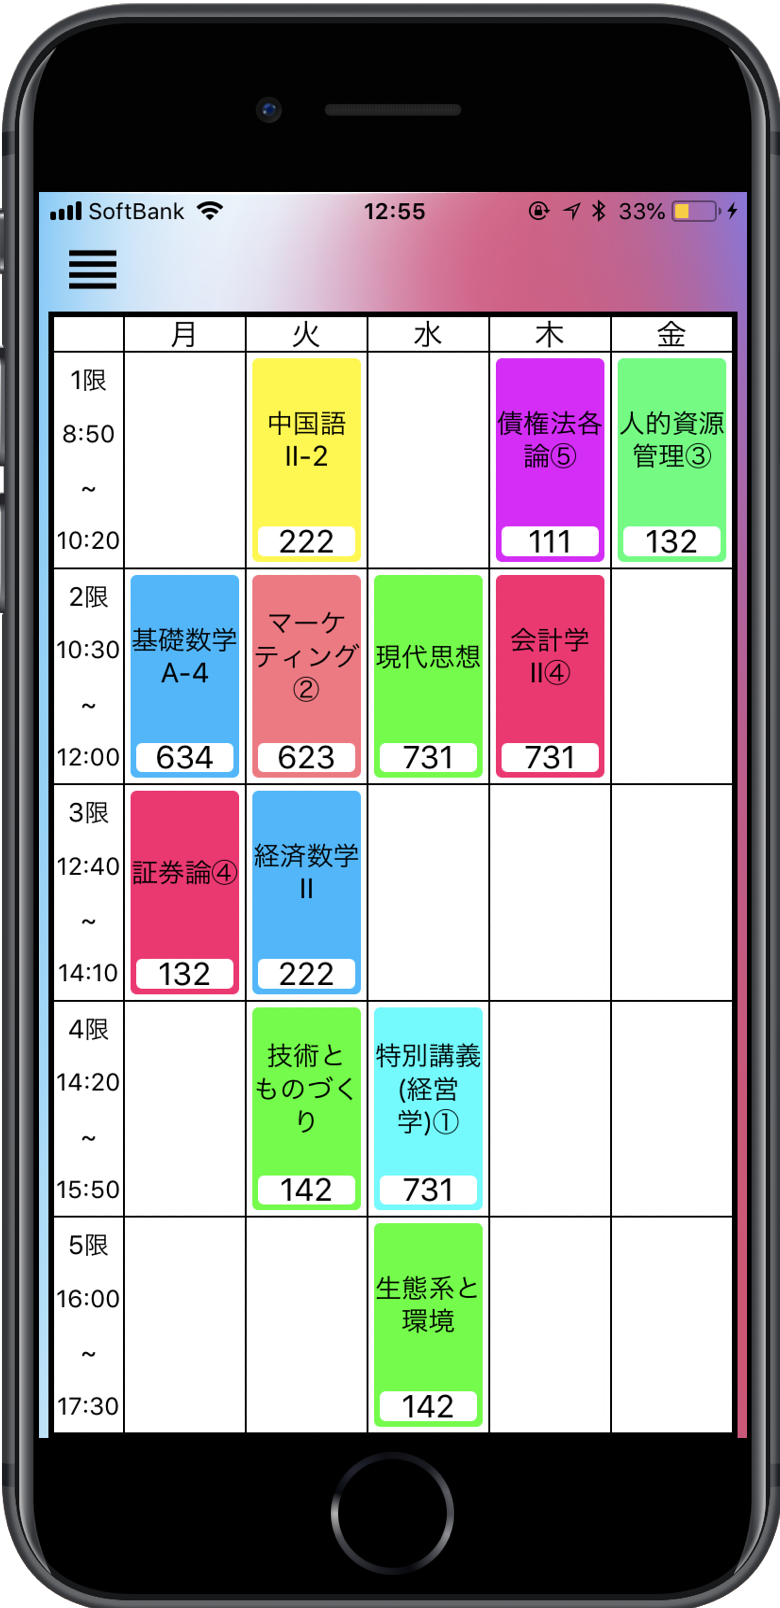 SoftBank 12:55 33%
月 火 水 木 金
1限
8:50
~
10:20
中国語
II-2
222
債権法各
論⑤
111
人的資源
管理③
132
2限
10:30
~
12:00
基礎数学
A-4
634
マーケ
ティング
②
623
現代思想
731
会計学
II④
731
3限
12:40
~
14:10
証券論④
132
経済数学
II
222
4限
14:20
~
15:50
技術と
ものづく
り
142
特別講義
(経営
学)①
731
5限
16:00
~
17:30
生態系と
環境
142